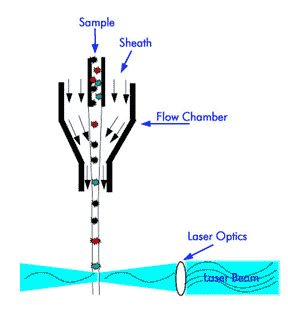 Sample
Sheath
Flow Chamber
Laser Optics
Laser Beam